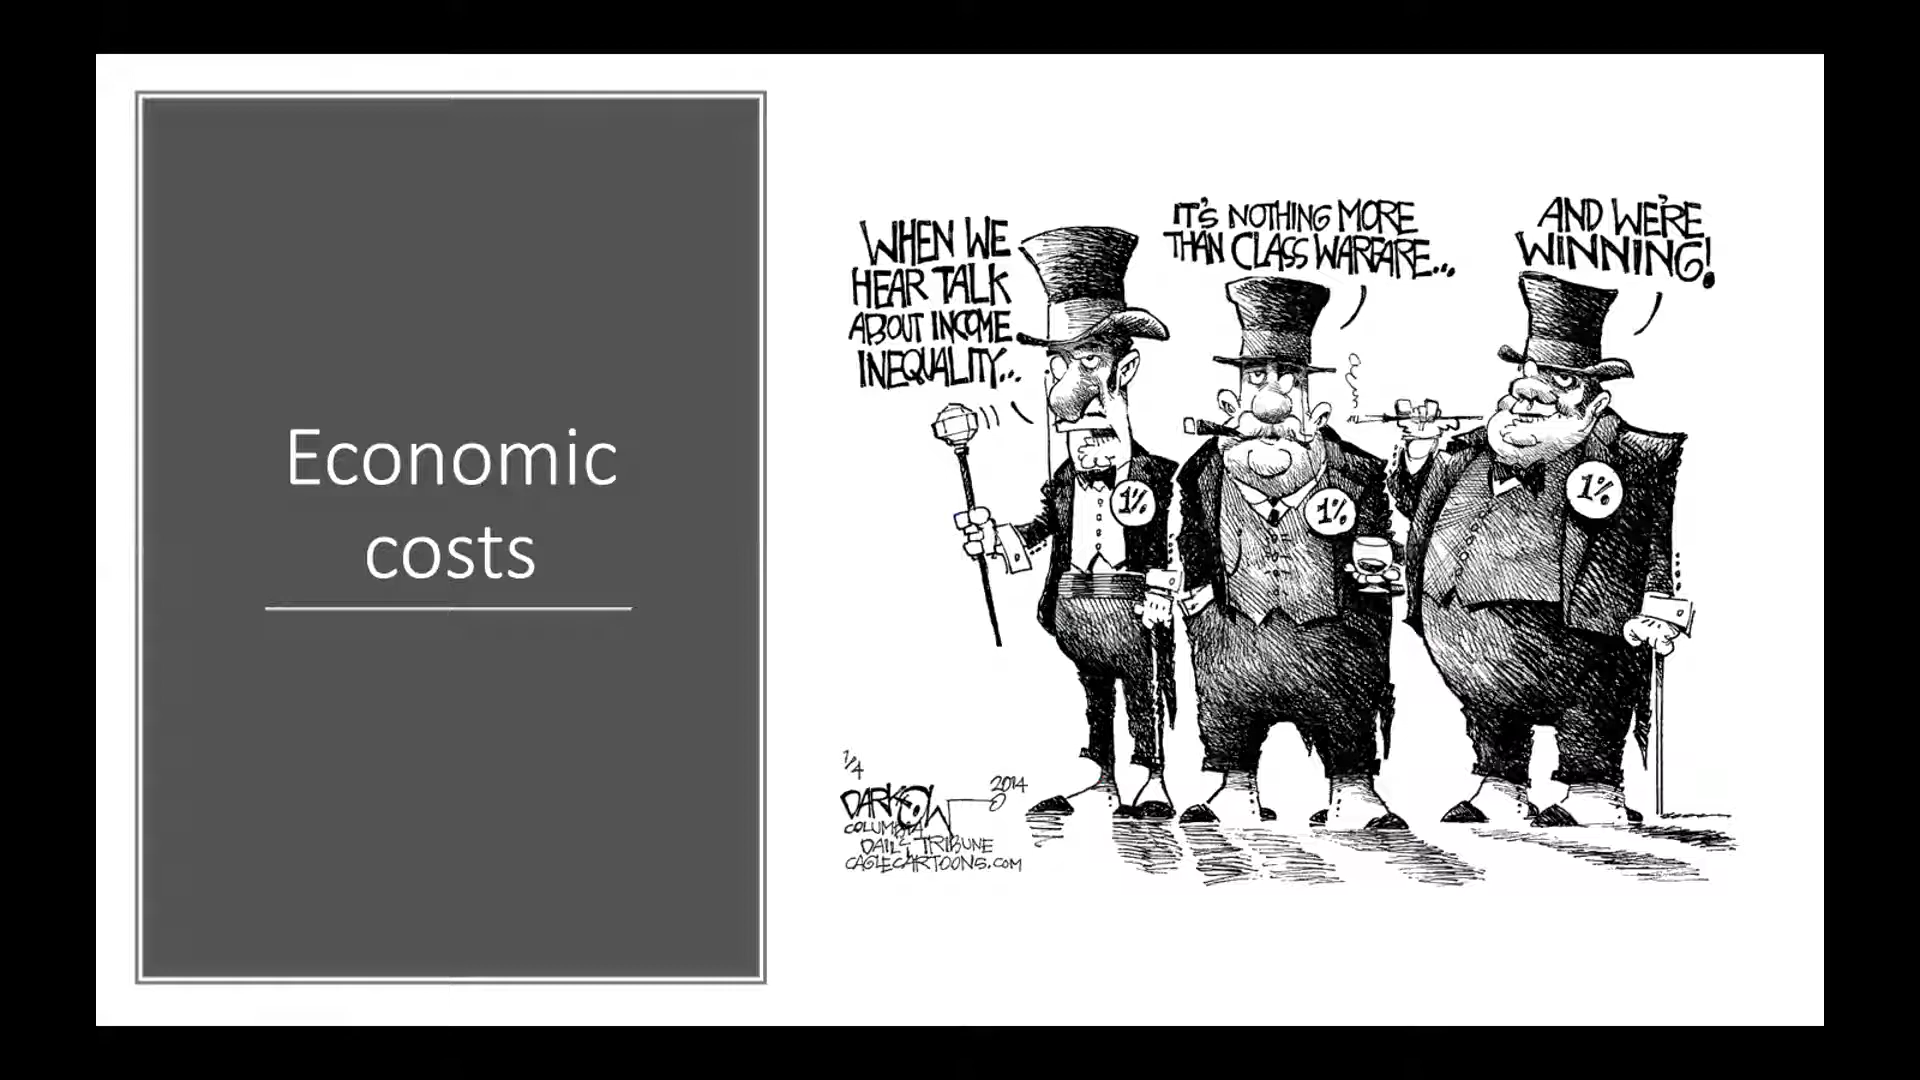 Economic
costs
WHEN WE
HEAR TALK
ABOUT INCOME
INEQUALITY...
IT'S NOTHING MORE
THAN CLASS WARFARE...
AND WE'RE
WINNING!
1%
1%
1%
1/4
2014
DARKOW
COLUMBIA
DAILY TRIBUNE
CAGLECARTOONS.COM